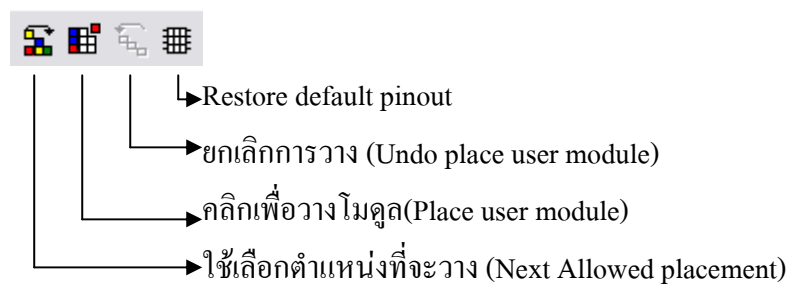 Restore default pinout
ยกเลิกการวาง (Undo place user module)
คลิกเพื่อวางโมดูล(Place user module)
ใช้เลือกตำแหน่งที่จะวาง (Next Allowed placement)